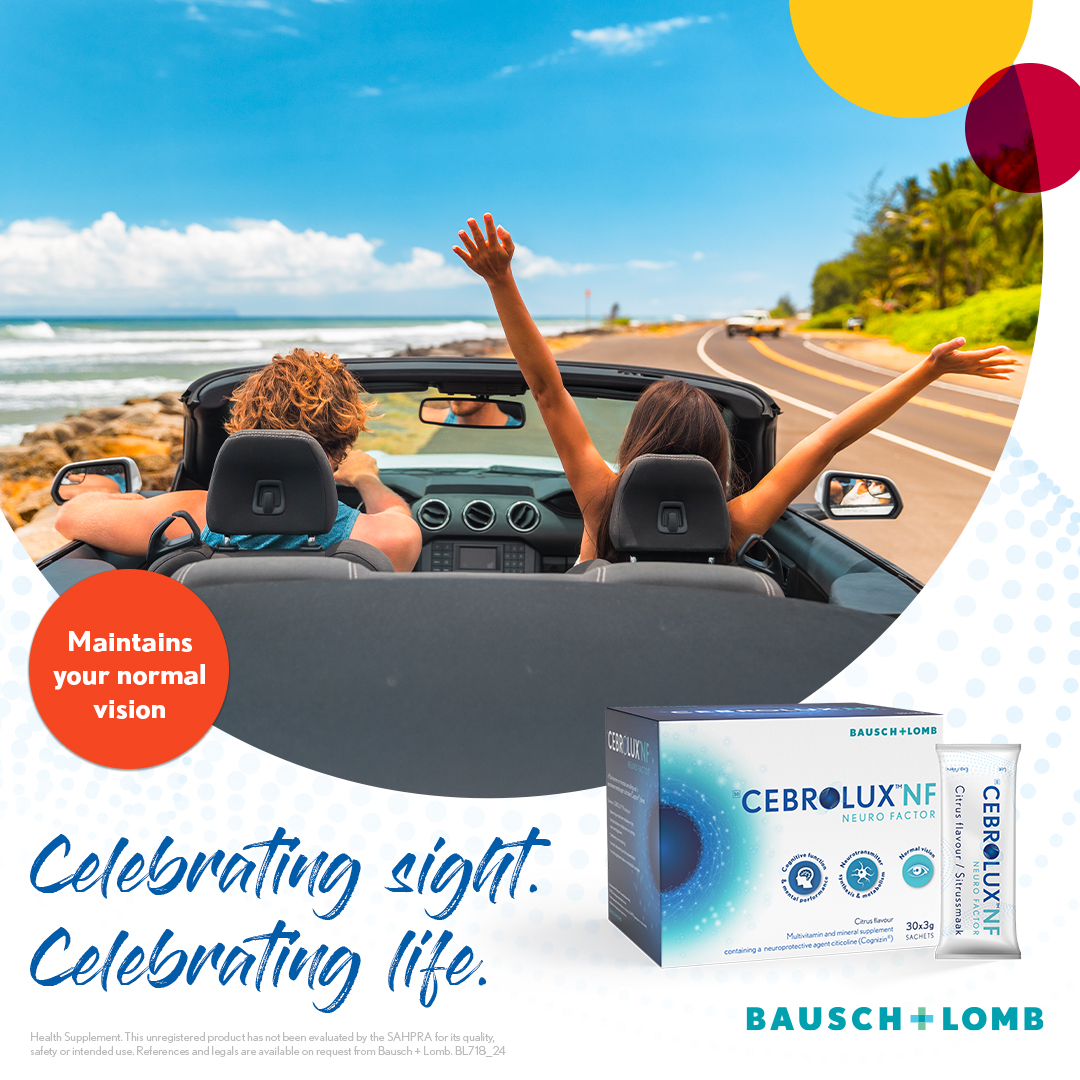 Maintains
your normal
vision
Celebrating sight.
Celebrating life.
CEBROLUX NF
BAUSCH+LOMB
CEBROLUX™NF
NEURO FACTOR
Cognitive function
& mental performance
Neurotransmitter
synthesis & metabolism
Normal vision
Citrus flavour
Multivitamin and mineral supplement
containing a neuroprotective agent citicoline (Cognizin®)
30x3g
SACHETS
CEBROLUX™NF
NEURO FACTOR
Citrus flavour / Sitrussmaak
BAUSCH+LOMB
Health Supplement. This unregistered product has not been evaluated by the SAHPRA for its quality,
safety or intended use. References and legals are available on request from Bausch + Lomb. BL718_24